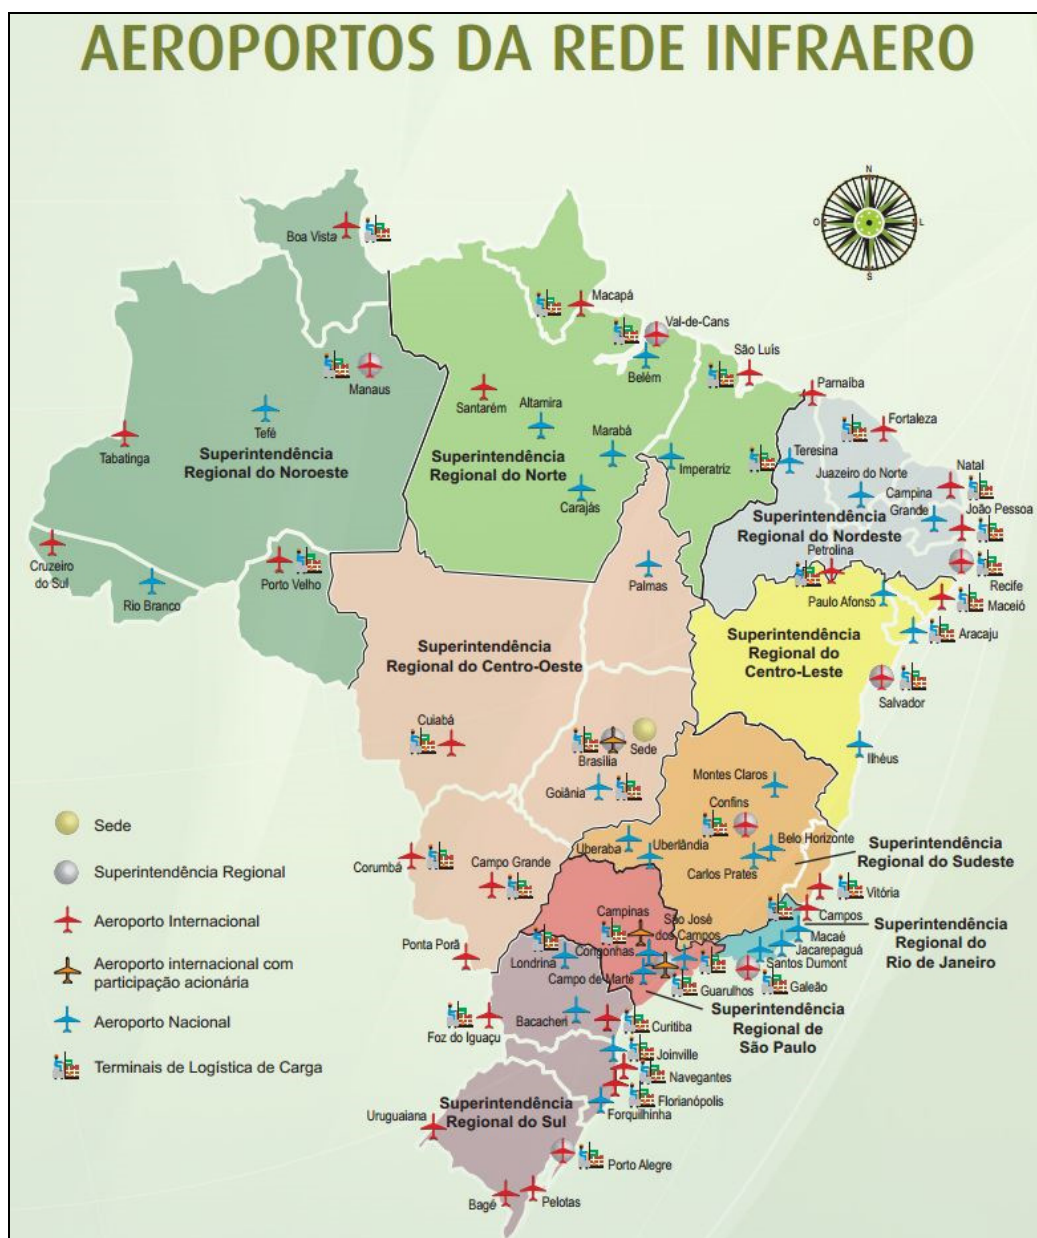 AEROPORTOS DA REDE INFRAERO
N
O
L
S
Boa Vista
Macapá
Val-de-Cans
Belém
São Luís
Parnaíba
Manaus
Santarém
Altamira
Fortaleza
Tefé
Tabatinga
Superintendência
Regional do Noroeste
Superintendência
Regional do Norte
Marabá
Imperatriz
Teresina
Juazeiro do Norte
Natal
Carajás
Campina
Grande
João Pessoa
Superintendência
Regional do Nordeste
Cruzeiro
do Sul
Rio Branco
Porto Velho
Palmas
Petrolina
Recife
Paulo Afonso
Maceió
Aracaju
Superintendência
Regional do Centro-Oeste
Superintendência
Regional do
Centro-Leste
Salvador
Cuiabá
Brasília
Sede
Ilhéus
Goiânia
Montes Claros
Confins
Uberaba
Uberlândia
Belo Horizonte
Carlos Prates
Superintendência
Regional do Sudeste
Corumbá
Campo Grande
Vitória
Campinas
São José
dos Campos
Campos
Macaé
Jacarepaguá
Superintendência
Regional do
Rio de Janeiro
Ponta Porã
Londrina
Congonhas
Campo de Marte
Santos Dumont
Galeão
Guarulhos
Superintendência
Regional de
São Paulo
Foz do Iguaçu
Bacacheri
Curitiba
Joinville
Navegantes
Florianópolis
Forquilhinha
Superintendência
Regional do Sul
Uruguaiana
Porto Alegre
Bagé
Pelotas
Sede
Superintendência Regional
Aeroporto Internacional
Aeroporto internacional com
participação acionária
Aeroporto Nacional
Terminais de Logística de Carga